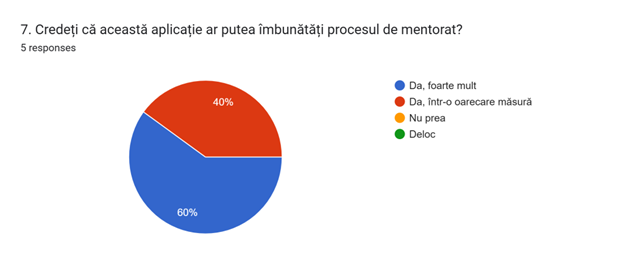 7. Credeți că această aplicație ar putea îmbunătăți procesul de mentorat?
5 responses
40%
60%
Da, foarte mult
Da, într-o oarecare măsură
Nu prea
Deloc